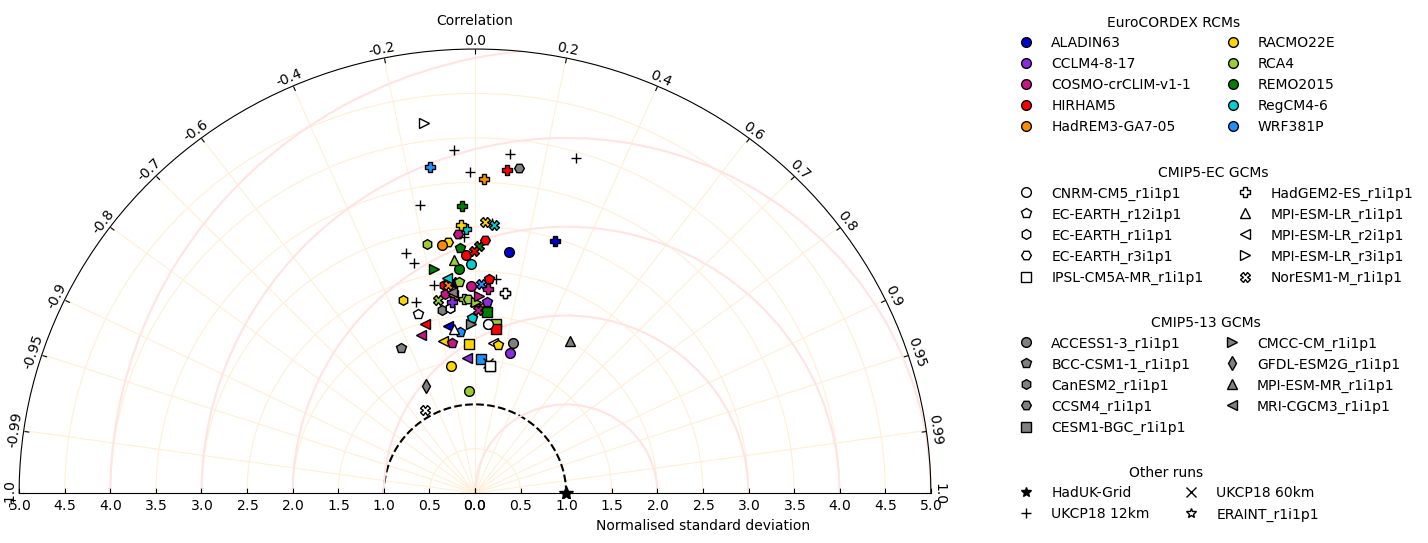 Correlation
0.0
-0.2
0.2
-0.4
0.4
-0.6
0.6
-0.7
0.7
-0.8
0.8
-0.9
0.9
-0.95
0.95
-0.99
0.99
-1.0
1.0
5.0 4.5 4.0 3.5 3.0 2.5 2.0 1.5 1.0 0.5 0.0 0.5 1.0 1.5 2.0 2.5 3.0 3.5 4.0 4.5 5.0
Normalised standard deviation
EuroCORDEX RCMs
ALADIN63
CCLM4-8-17
COSMO-crCLIM-v1-1
HIRHAM5
HadREM3-GA7-05
RACMO22E
RCA4
REMO2015
RegCM4-6
WRF381P
CMIP5-EC GCMs
CNRM-CM5_r1i1p1
EC-EARTH_r12i1p1
EC-EARTH_r1i1p1
EC-EARTH_r3i1p1
IPSL-CM5A-MR_r1i1p1
HadGEM2-ES_r1i1p1
MPI-ESM-LR_r1i1p1
MPI-ESM-LR_r2i1p1
MPI-ESM-LR_r3i1p1
NorESM1-M_r1i1p1
CMIP5-13 GCMs
ACCESS1-3_r1i1p1
BCC-CSM1-1_r1i1p1
CanESM2_r1i1p1
CCSM4_r1i1p1
CESM1-BGC_r1i1p1
CMCC-CM_r1i1p1
GFDL-ESM2G_r1i1p1
MPI-ESM-MR_r1i1p1
MRI-CGCM3_r1i1p1
Other runs
HadUK-Grid
UKCP18 12km
UKCP18 60km
ERAINT_r1i1p1